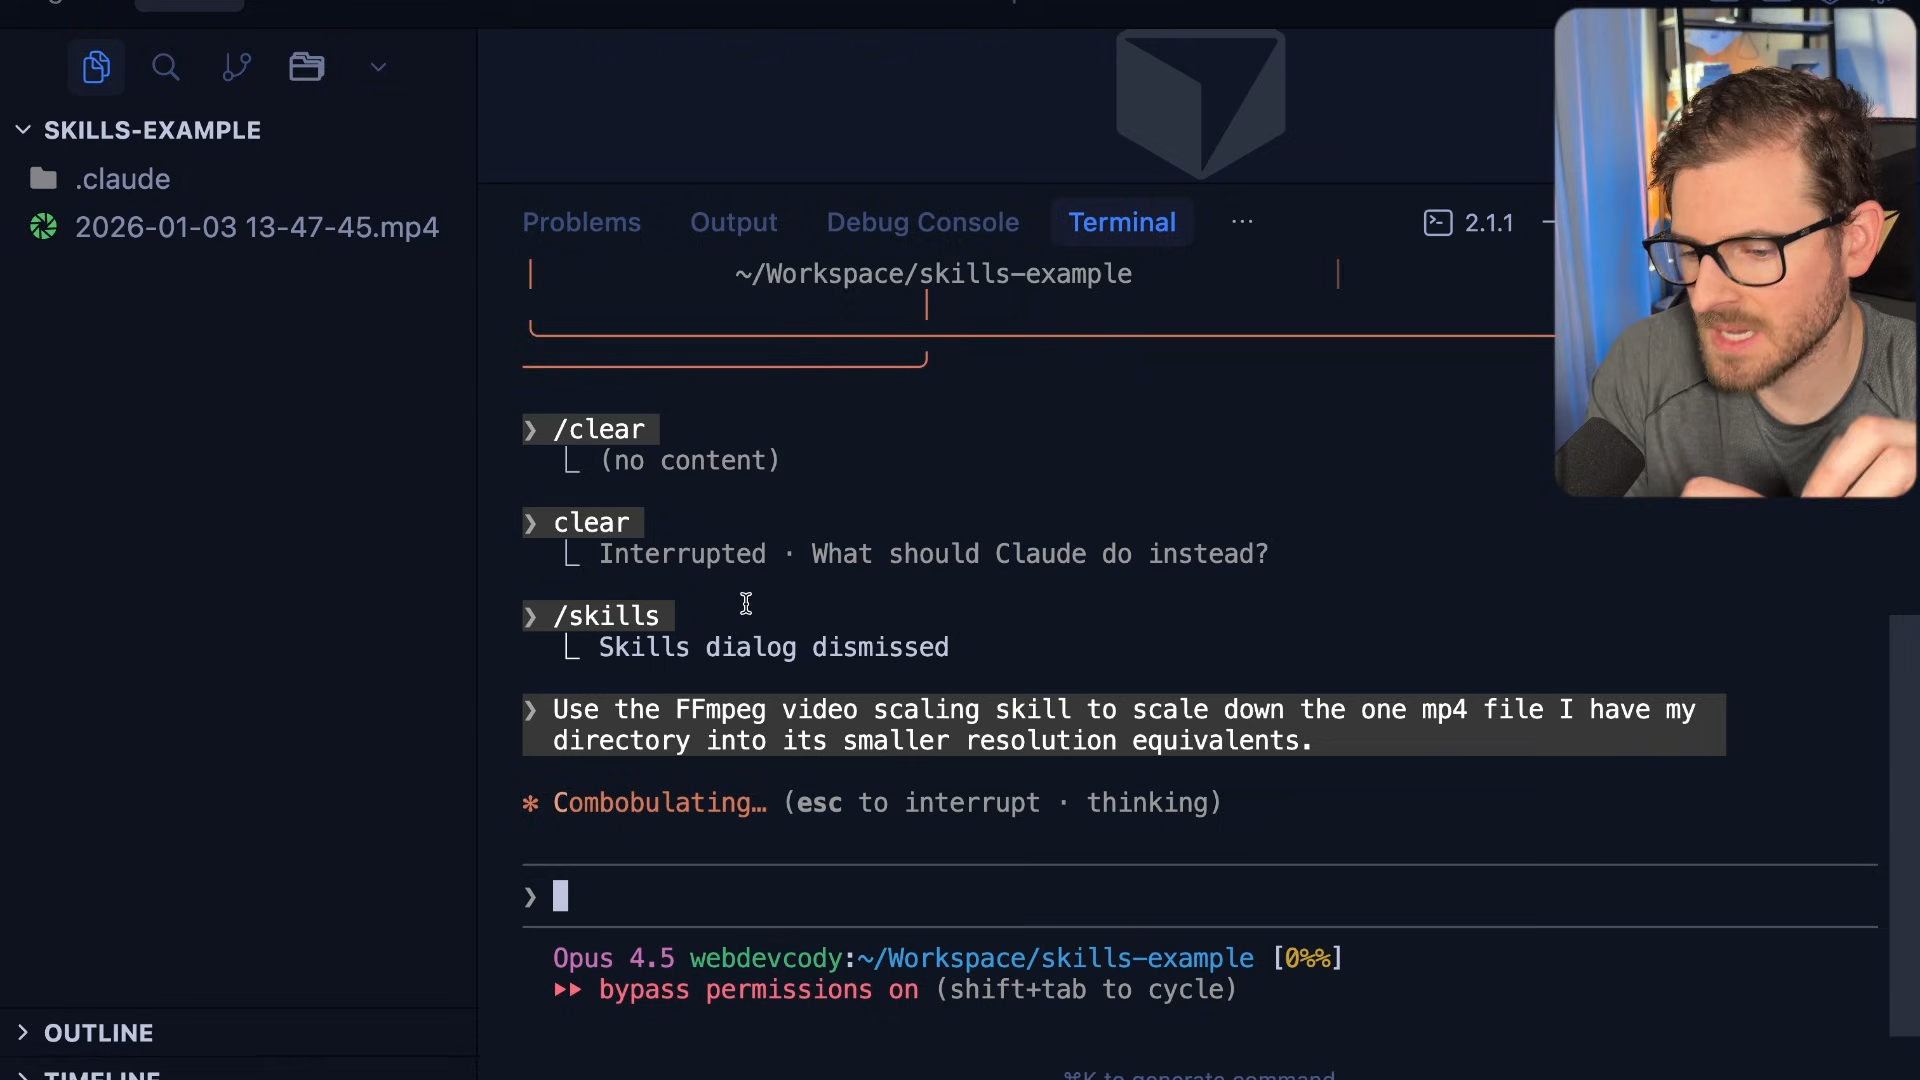 SKILLS-EXAMPLE
.claude
2026-01-03 13-47-45.mp4
Problems Output Debug Console Terminal ··· 2.1.1
~/Workspace/skills-example
❯ /clear
(no content)
❯ clear
Interrupted · What should Claude do instead?
❯ /skills
Skills dialog dismissed
❯ Use the FFmpeg video scaling skill to scale down the one mp4 file I have my
directory into its smaller resolution equivalents.
✻ Combobulating… (esc to interrupt · thinking)
❯
Opus 4.5 webdevcody:~/Workspace/skills-example [0%%]
▸▸ bypass permissions on (shift+tab to cycle)
OUTLINE
TIMELINE
⌘K to generate command